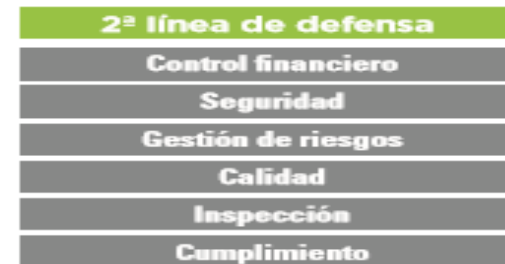 2ª línea de defensa
Control financiero
Seguridad
Gestión de riesgos
Calidad
Inspección
Cumplimiento